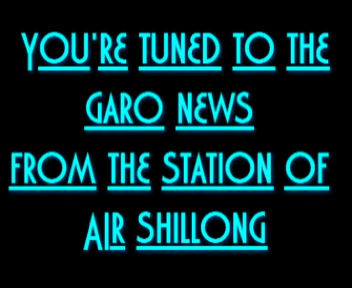 YOU'RE TUNED TO THE
GARO NEWS
FROM THE STATION OF
AIR SHILLONG